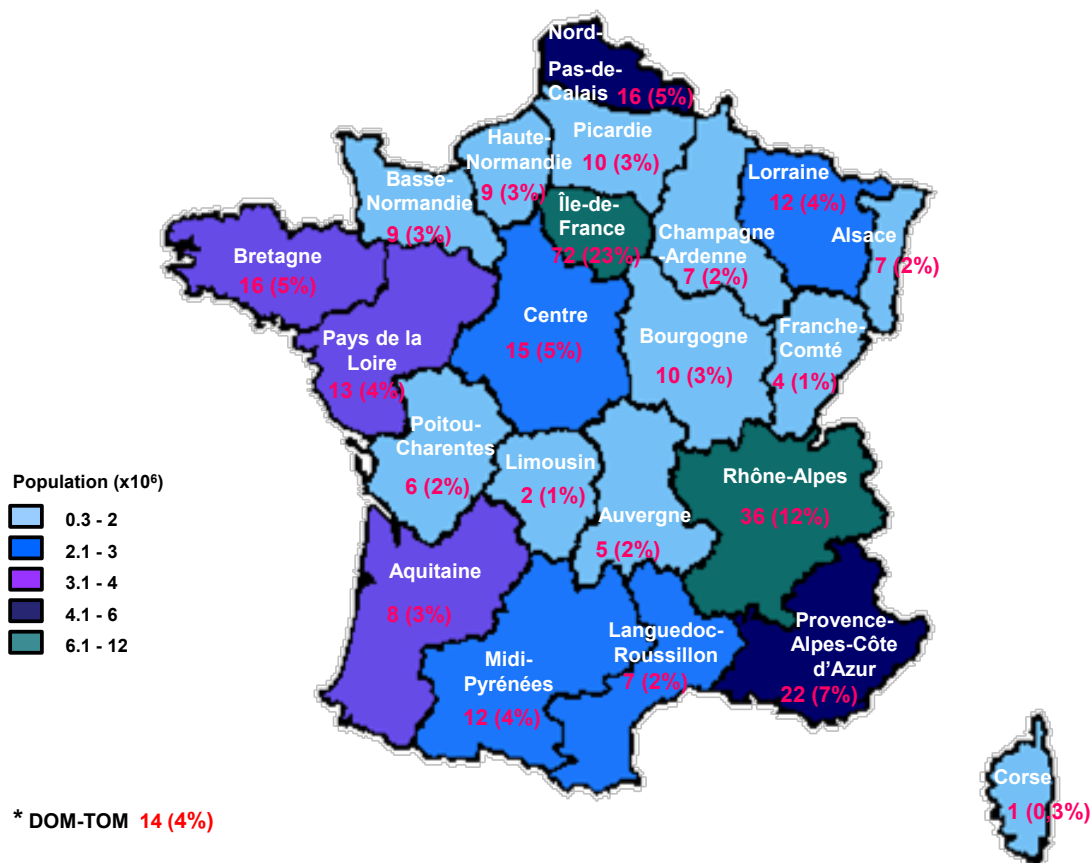 Nord-
Pas-de-
Calais
16 (5%)
Picardie
10 (3%)
Haute-
Normandie
9 (3%)
Basse-
Normandie
9 (3%)
Île-de-
France
72 (23%)
Champagne
-Ardenne
7 (2%)
Lorraine
12 (4%)
Alsace
7 (2%)
Bretagne
16 (5%)
Pays de la
Loire
13 (4%)
Centre
15 (5%)
Bourgogne
10 (3%)
Franche-
Comté
4 (1%)
Poitou-
Charentes
6 (2%)
Limousin
2 (1%)
Auvergne
5 (2%)
Rhône-Alpes
36 (12%)
Aquitaine
8 (3%)
Midi-
Pyrénées
12 (4%)
Languedoc-
Roussillon
7 (2%)
Provence-
Alpes-Côte
d'Azur
22 (7%)
Corse
1 (0,3%)
Population (x10⁶)
0.3 - 2
2.1 - 3
3.1 - 4
4.1 - 6
6.1 - 12
* DOM-TOM 14 (4%)